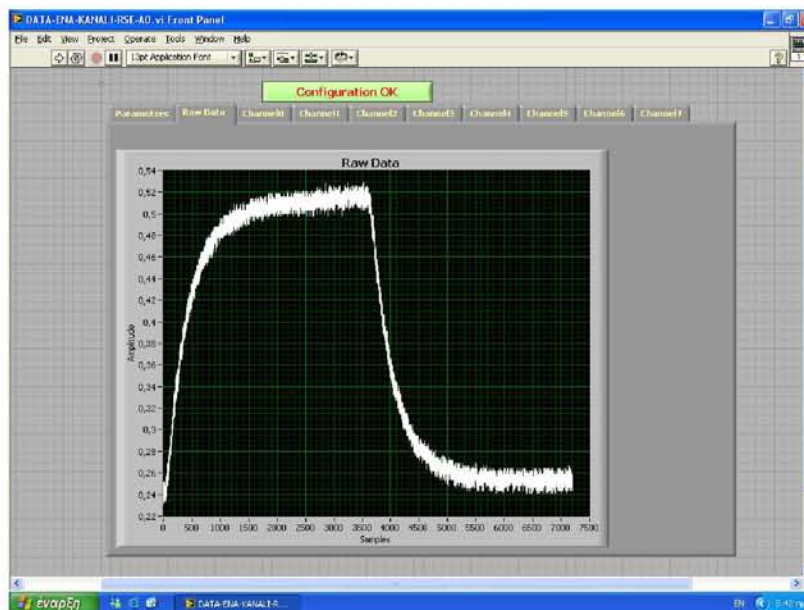 DATA-ENA-KANALI-RSE-AO.vi Front Panel
File Edit View Project Operate Tools Window Help
13pt Application Font
Configuration OK
Parameters Raw Data Channel0 Channel1 Channel2 Channel3 Channel4 Channel5 Channel6 Channel7
Raw Data
0,54
0,52
0,5
0,48
0,46
0,44
0,42
0,4
0,38
0,36
0,34
0,32
0,3
0,28
0,26
0,24
0,22
Amplitude
0 500 1000 1500 2000 2500 3000 3500 4000 4500 5000 5500 6000 6500 7000 7500
Samples
έναρξη
DATA-ENA-KANALI-R...
EN